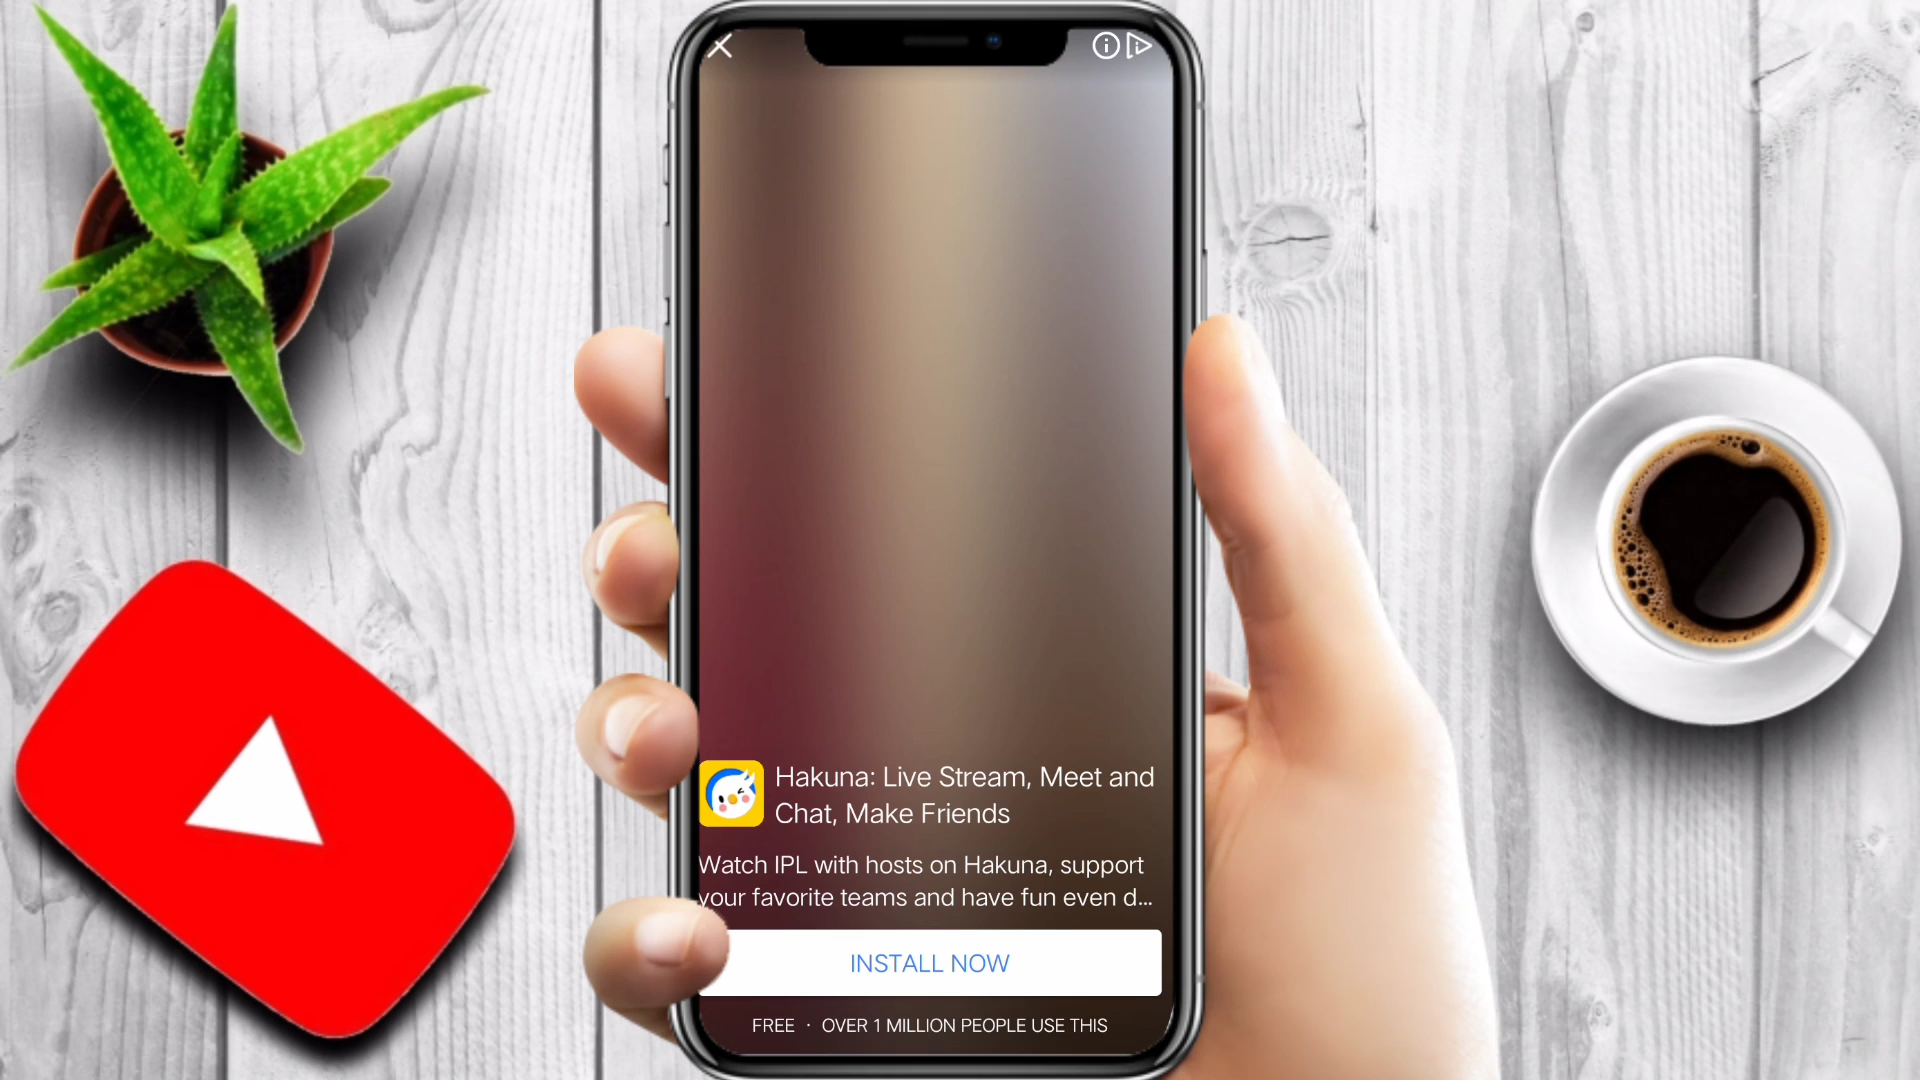 Hakuna: Live Stream, Meet and
Chat, Make Friends
Watch IPL with hosts on Hakuna, support
your favorite teams and have fun even d...
INSTALL NOW
FREE · OVER 1 MILLION PEOPLE USE THIS